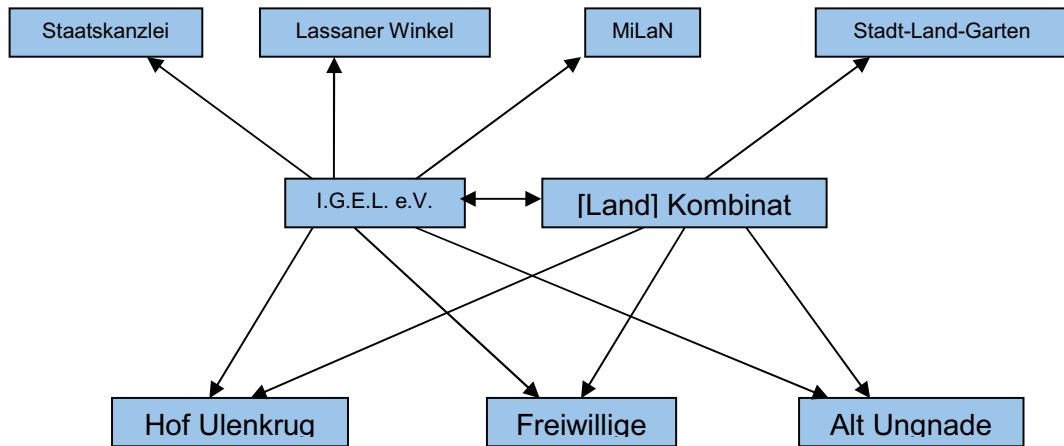 Staatskanzlei
Lassaner Winkel
MiLaN
Stadt-Land-Garten
I.G.E.L. e.V.
[Land] Kombinat
Hof Ulenkrug
Freiwillige
Alt Ungnade